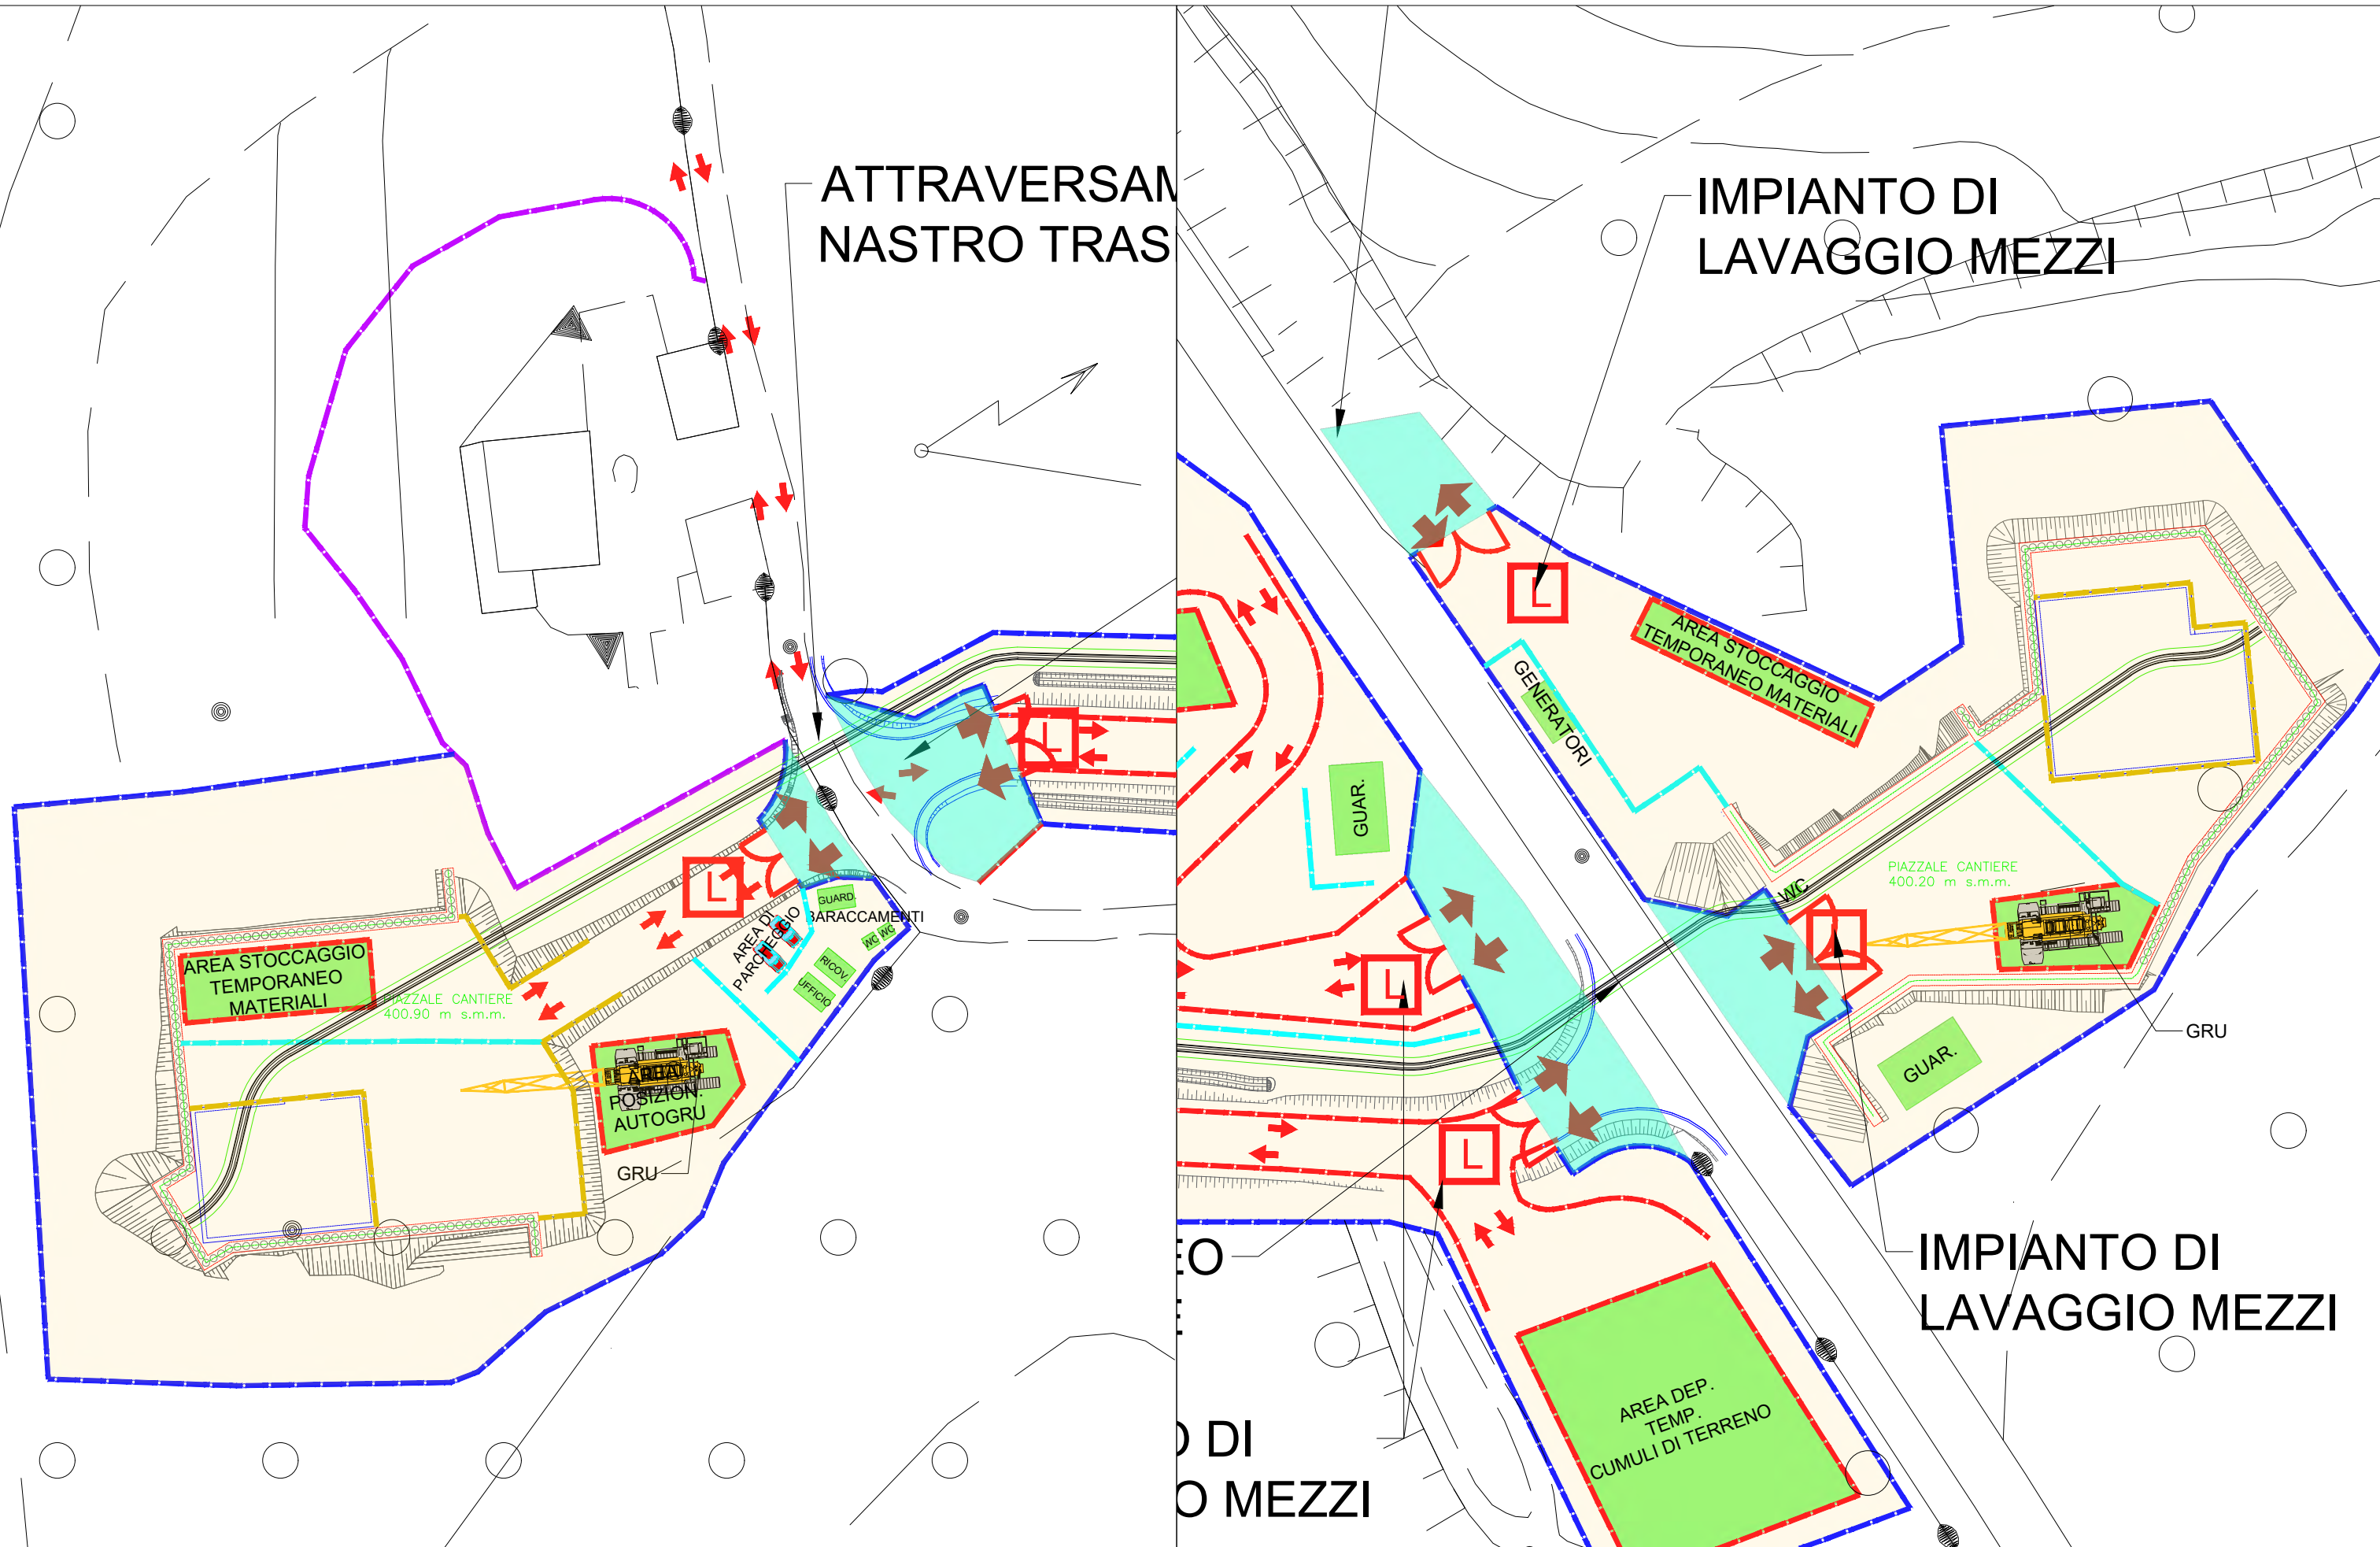 ATTRAVERSAM
NASTRO TRAS
L
GUARD.
BARACCAMENTI
AREA DI
PARCHEGGIO
WC
WC
RICOV.
UFFICIO
L
AREA STOCCAGGIO
TEMPORANEO
MATERIALI
PIAZZALE CANTIERE
400.90 m s.m.m.
POSIZION.
AUTOGRU
GRU
IMPIANTO DI
LAVAGGIO MEZZI
L
AREA STOCCAGGIO
TEMPORANEO MATERIALI
GENERATORI
GUAR.
WC
PIAZZALE CANTIERE
400.20 m s.m.m.
L
L
GRU
GUAR.
L
EO
E
IMPIANTO DI
LAVAGGIO MEZZI
AREA DEP.
TEMP.
CUMULI DI TERRENO
O DI
O MEZZI